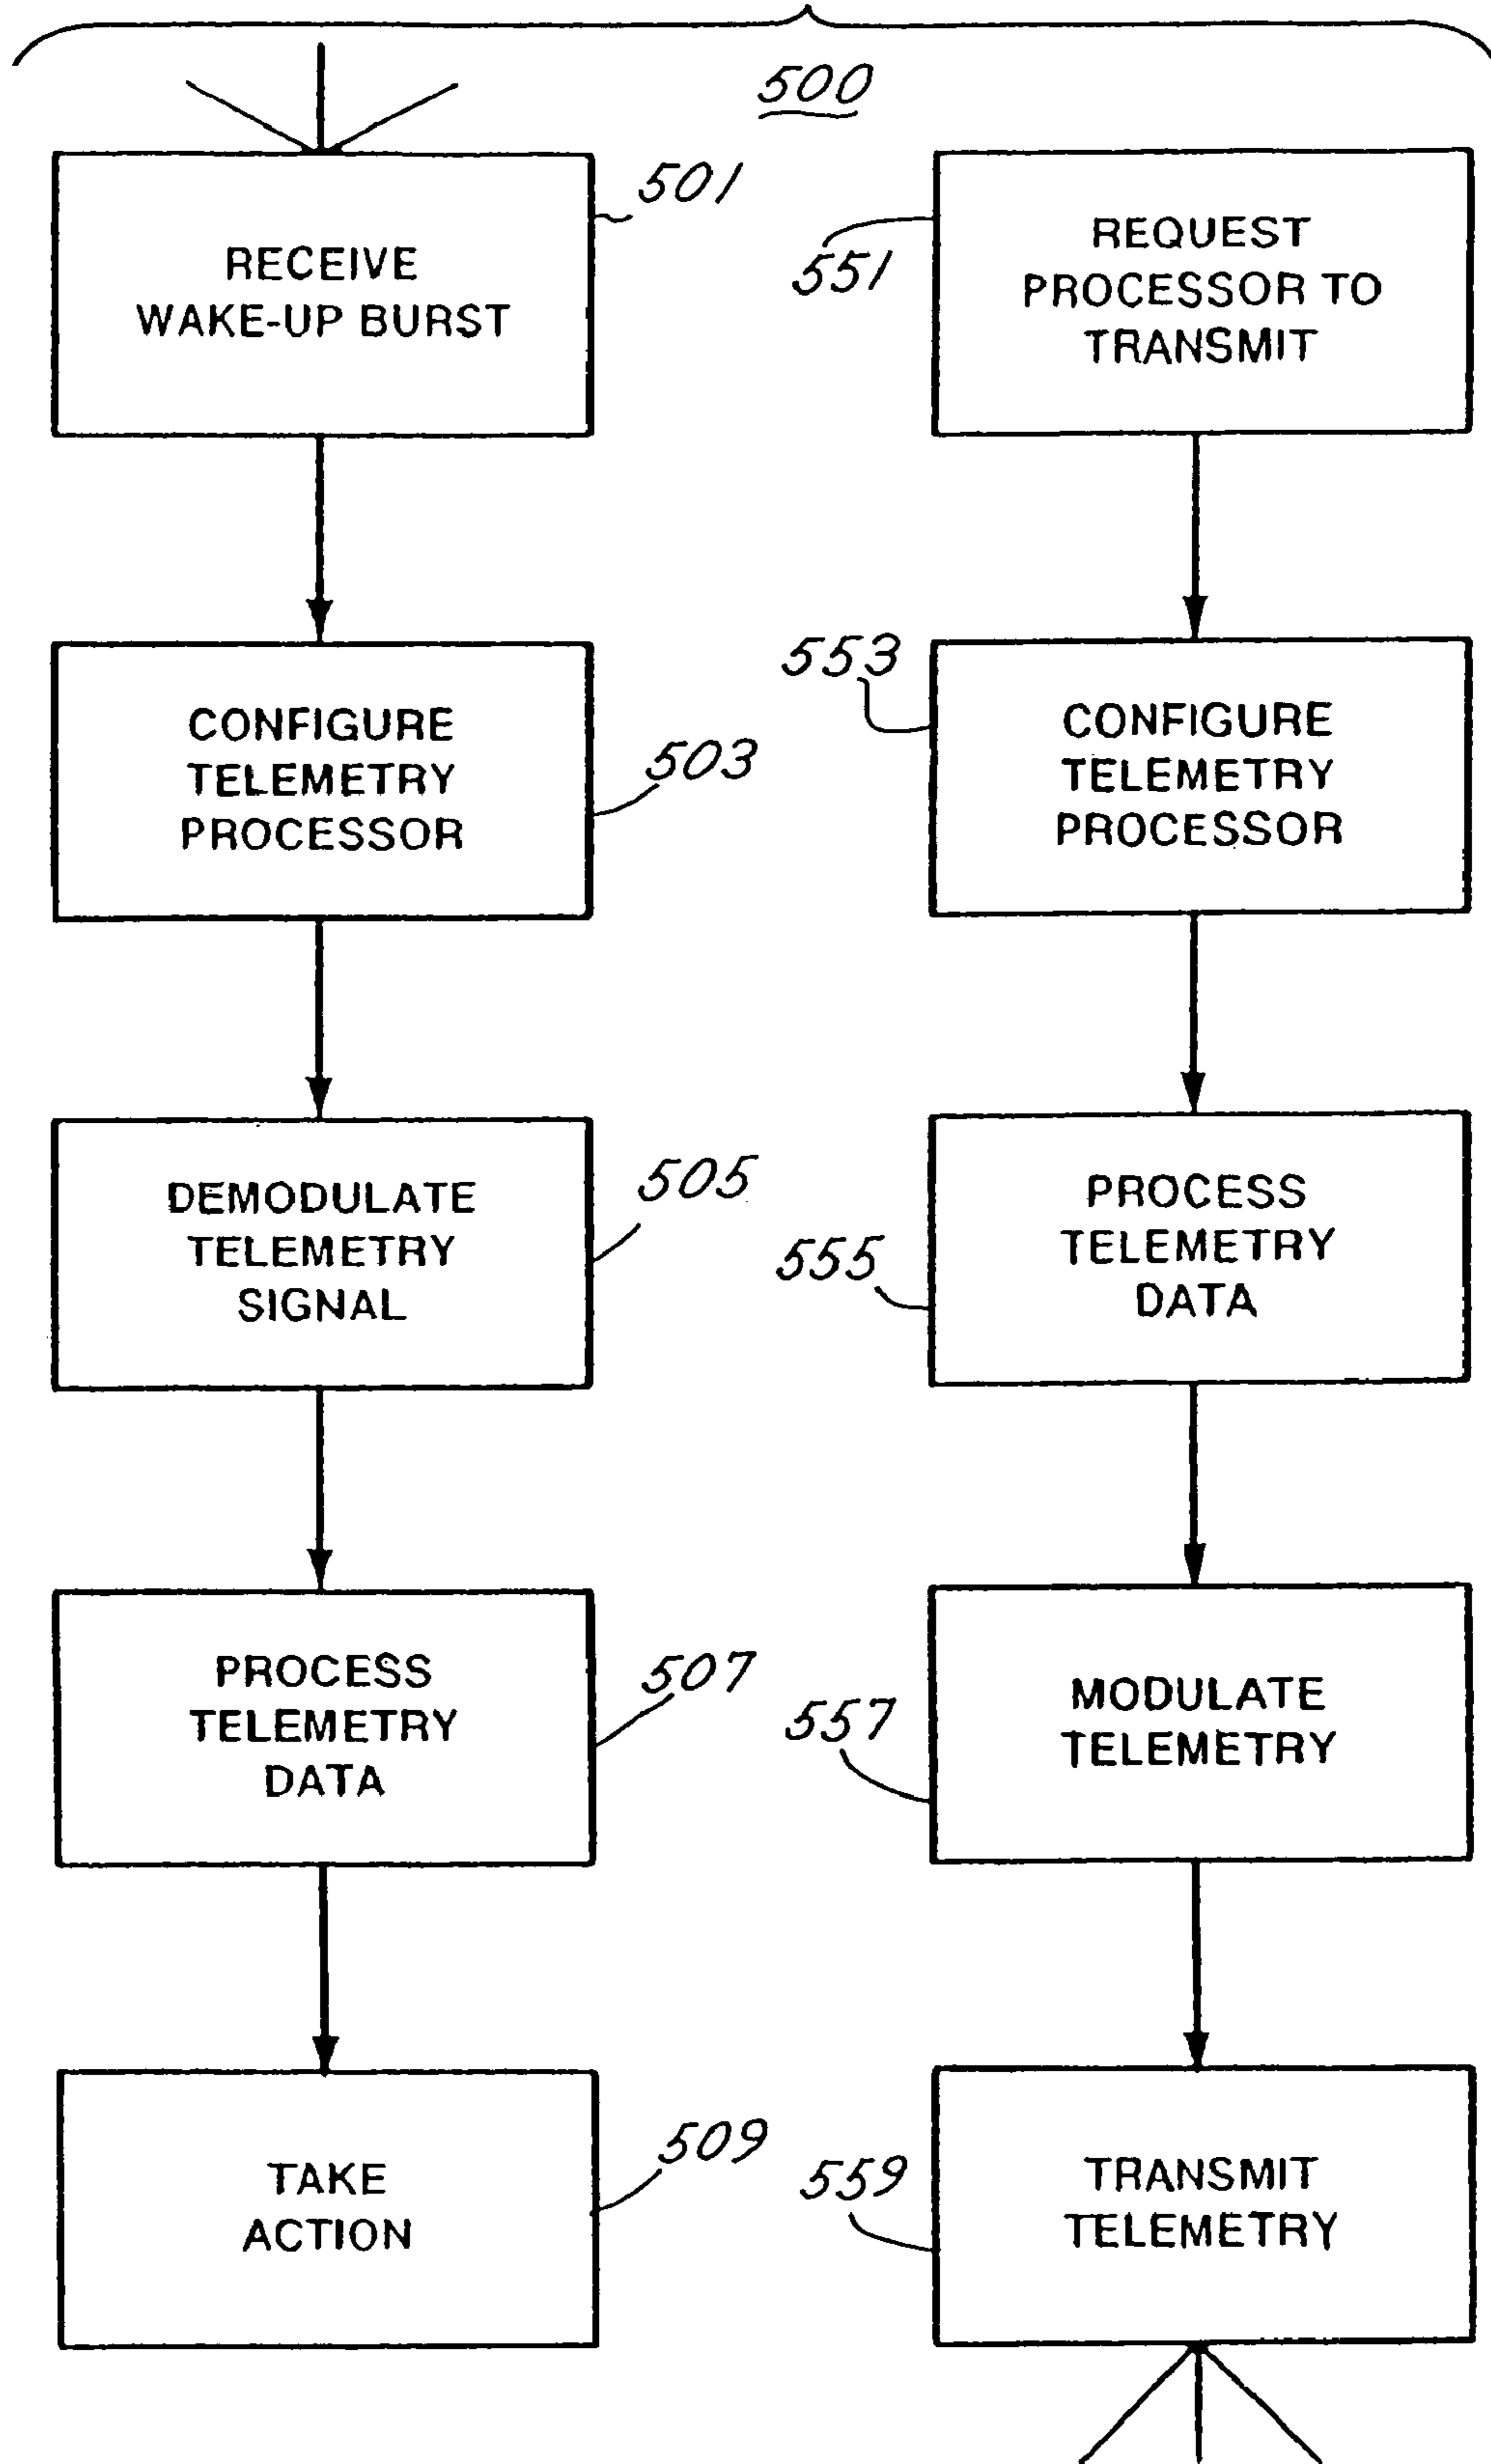 500
501
RECEIVE
WAKE-UP BURST
503
CONFIGURE
TELEMETRY
PROCESSOR
505
DEMODULATE
TELEMETRY
SIGNAL
507
PROCESS
TELEMETRY
DATA
509
TAKE
ACTION
551
REQUEST
PROCESSOR TO
TRANSMIT
553
CONFIGURE
TELEMETRY
PROCESSOR
555
PROCESS
TELEMETRY
DATA
557
MODULATE
TELEMETRY
559
TRANSMIT
TELEMETRY